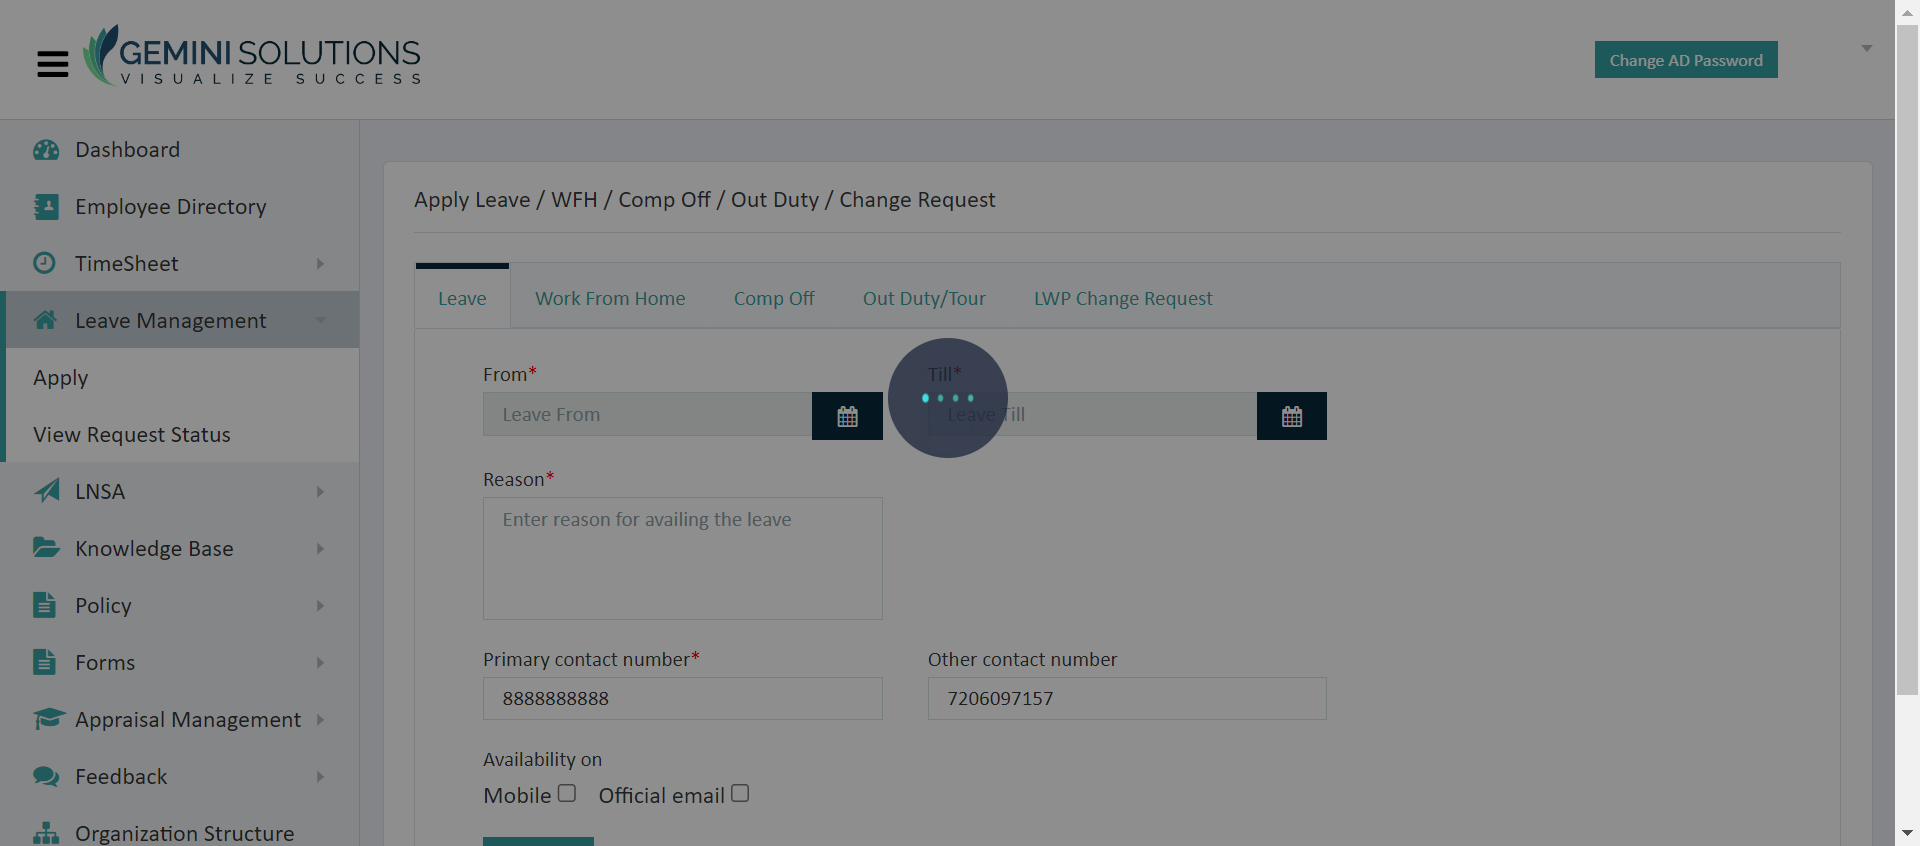 GEMINI SOLUTIONS
VISUALIZE SUCCESS
Change AD Password
Dashboard
Employee Directory
TimeSheet
Leave Management
Apply
View Request Status
LNSA
Knowledge Base
Policy
Forms
Appraisal Management
Feedback
Organization Structure
Apply Leave / WFH / Comp Off / Out Duty / Change Request
Leave Work From Home Comp Off Out Duty/Tour LWP Change Request
From* Till*
Leave From Leave Till
Reason*
Enter reason for availing the leave
Primary contact number* Other contact number
8888888888 7206097157
Availability on
Mobile Official email